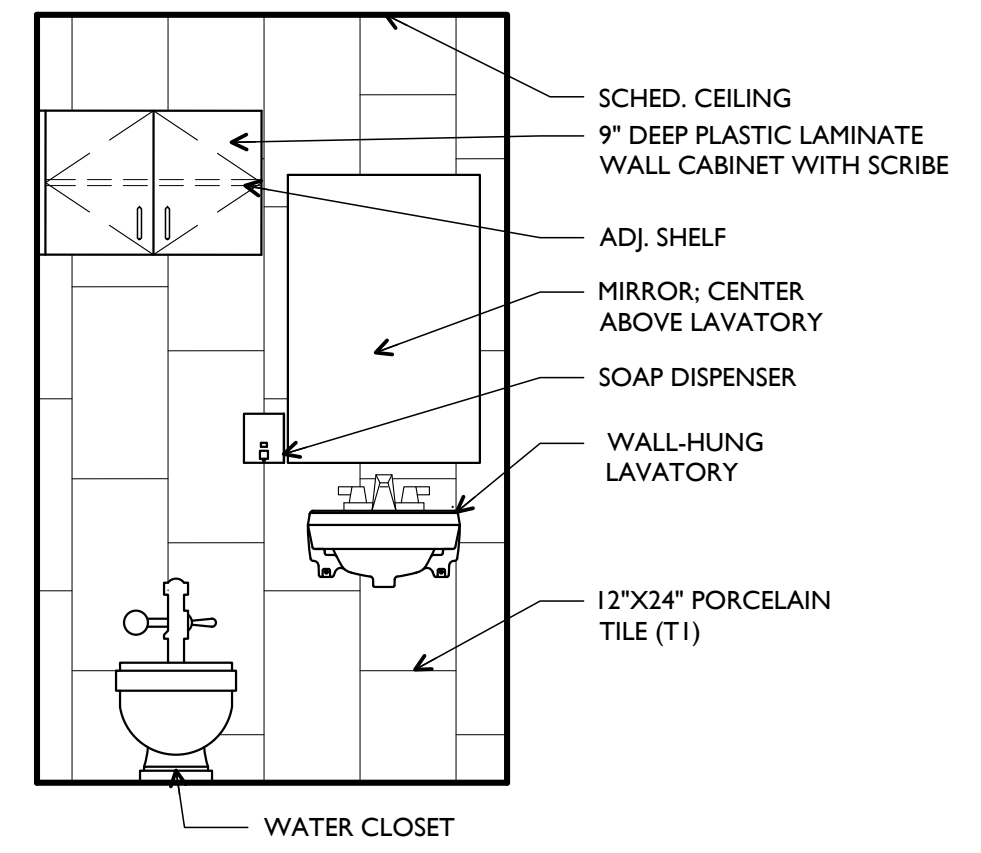 SCHED. CEILING
9" DEEP PLASTIC LAMINATE
WALL CABINET WITH SCRIBE
ADJ. SHELF
MIRROR; CENTER
ABOVE LAVATORY
SOAP DISPENSER
WALL-HUNG
LAVATORY
12"X24" PORCELAIN
TILE (T1)
WATER CLOSET